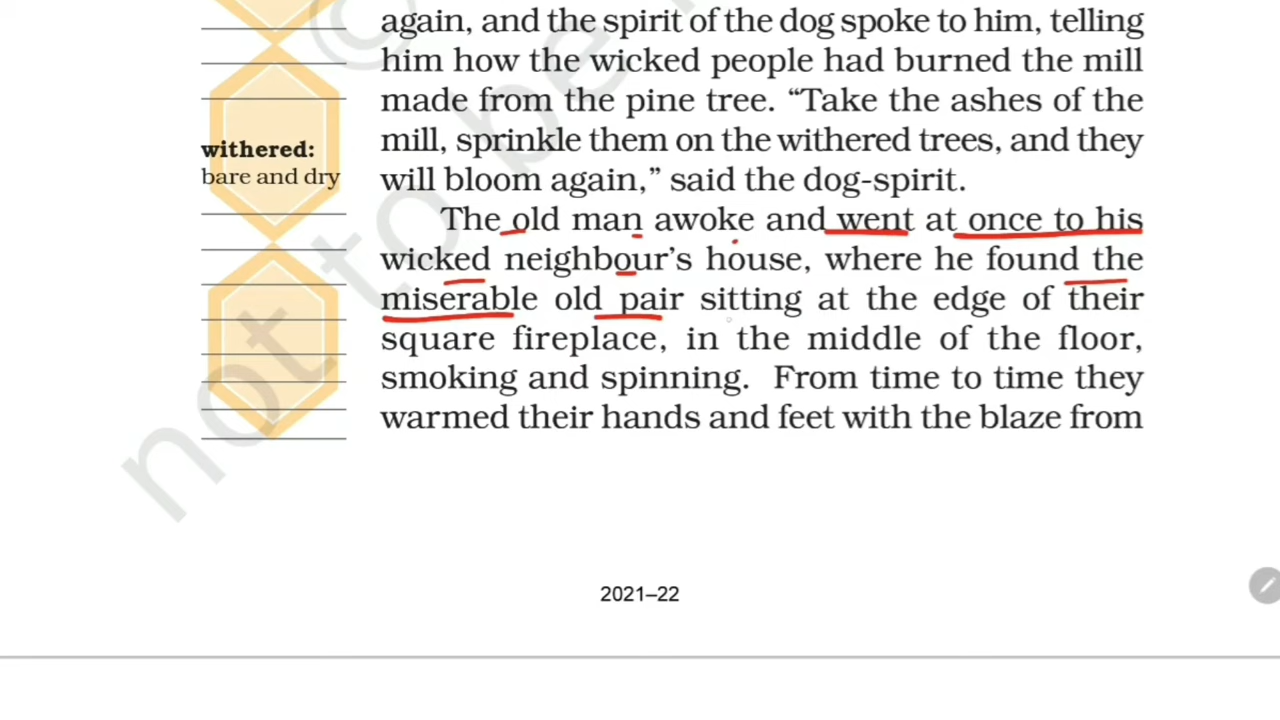 again, and the spirit of the dog spoke to him, telling
him how the wicked people had burned the mill
made from the pine tree. “Take the ashes of the
mill, sprinkle them on the withered trees, and they
will bloom again,” said the dog-spirit.
withered:
bare and dry
The old man awoke and went at once to his
wicked neighbour’s house, where he found the
miserable old pair sitting at the edge of their
square fireplace, in the middle of the floor,
smoking and spinning. From time to time they
warmed their hands and feet with the blaze from
not to be
©
2021–22